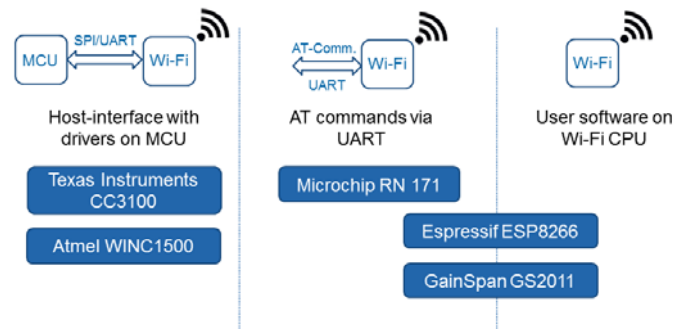 SPI/UART
MCU
Wi-Fi
Host-interface with
drivers on MCU
Texas Instruments
CC3100
Atmel WINC1500
AT-Comm.
UART
Wi-Fi
AT commands via
UART
Microchip RN 171
Wi-Fi
User software on
Wi-Fi CPU
Espressif ESP8266
GainSpan GS2011